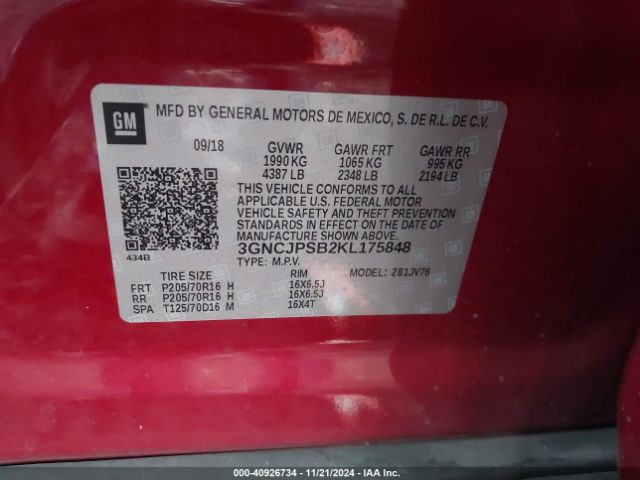 GM
MFD BY GENERAL MOTORS DE MEXICO, S. DE R.L. DE C.V.
09/18 GVWR GAWR FRT GAWR RR
1990 KG 1065 KG 995 KG
4387 LB 2348 LB 2194 LB
THIS VEHICLE CONFORMS TO ALL
APPLICABLE U.S. FEDERAL MOTOR
VEHICLE SAFETY AND THEFT PREVENTION
STANDARDS IN EFFECT ON THE DATE OF
MANUFACTURE SHOWN ABOVE.
3GNCJPSB2KL175848
434B TYPE: M.P.V. MODEL: 281JV76
TIRE SIZE RIM
FRT P205/70R16 H 16X6.5J
RR P205/70R16 H 16X6.5J
SPA T125/70D16 M 16X4T
000-40926734 - 11/21/2024 - IAA Inc.